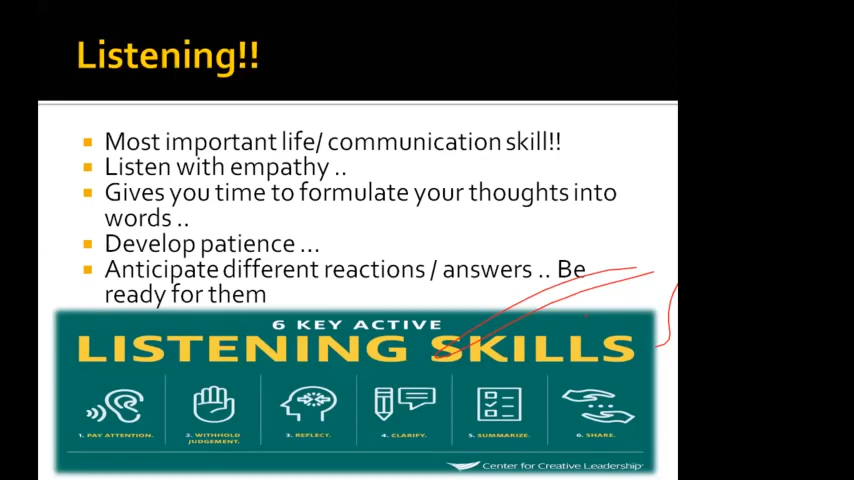 Listening!!
Most important life/ communication skill!!
Listen with empathy ..
Gives you time to formulate your thoughts into
words ..
Develop patience ...
Anticipate different reactions / answers .. Be
ready for them
6 KEY ACTIVE
LISTENING SKILLS
1. PAY ATTENTION.
2. WITHHOLD
JUDGEMENT.
3. REFLECT.
4. CLARIFY.
5. SUMMARIZE.
6. SHARE.
Center for Creative Leadership